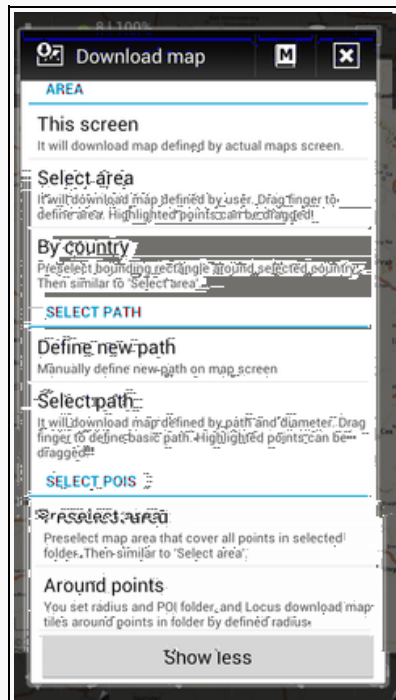 8 | 100%
Download map
M
AREA
This screen
It will download map defined by actual maps screen.
Select area
It will download map defined by user. Drag finger to
define area. Highlighted points can be dragged!
By country
Preselect bounding rectangle around selected country.
Then similar to 'Select area'.
SELECT PATH
Define new path
Manually define new path on map screen
Select path
It will download map defined by path and diameter. Drag
finger to define basic path. Highlighted points can be
dragged!
SELECT POIS
Preselect area
Preselect map area that cover all points in selected
folder. Then similar to 'Select area'.
Around points
You set radius and POI folder, and Locus download map
tiles around points in folder by defined radius.
Show less